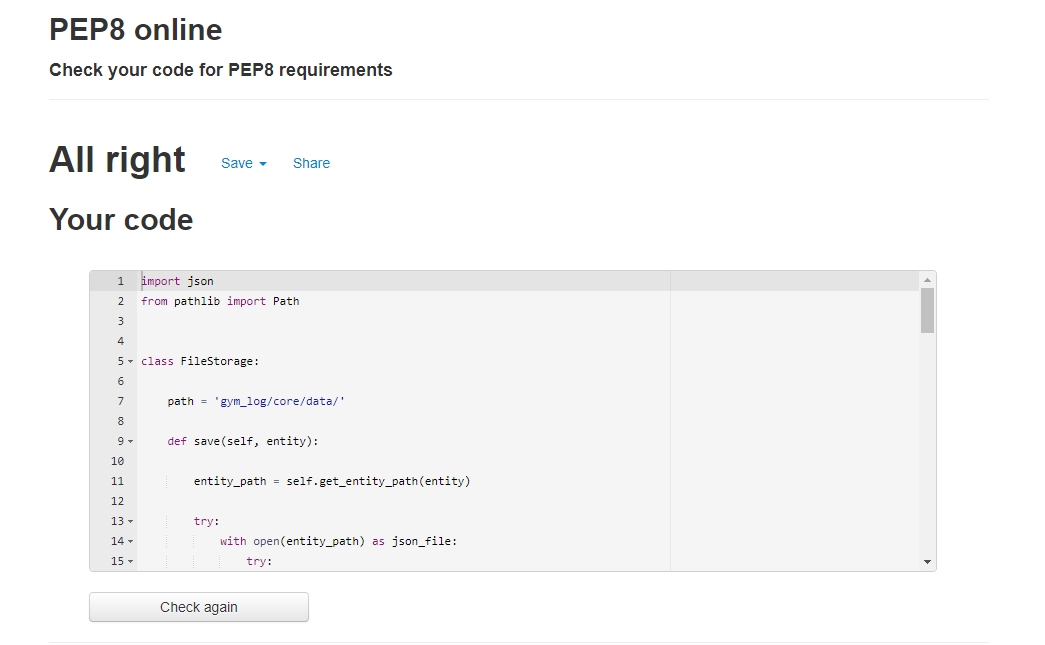 PEP8 online
Check your code for PEP8 requirements
All right Save Share
Your code
1 import json
2 from pathlib import Path
3
4
5 class FileStorage:
6
7 path = 'gym_log/core/data/'
8
9 def save(self, entity):
10
11 entity_path = self.get_entity_path(entity)
12
13 try:
14 with open(entity_path) as json_file:
15 try:
Check again